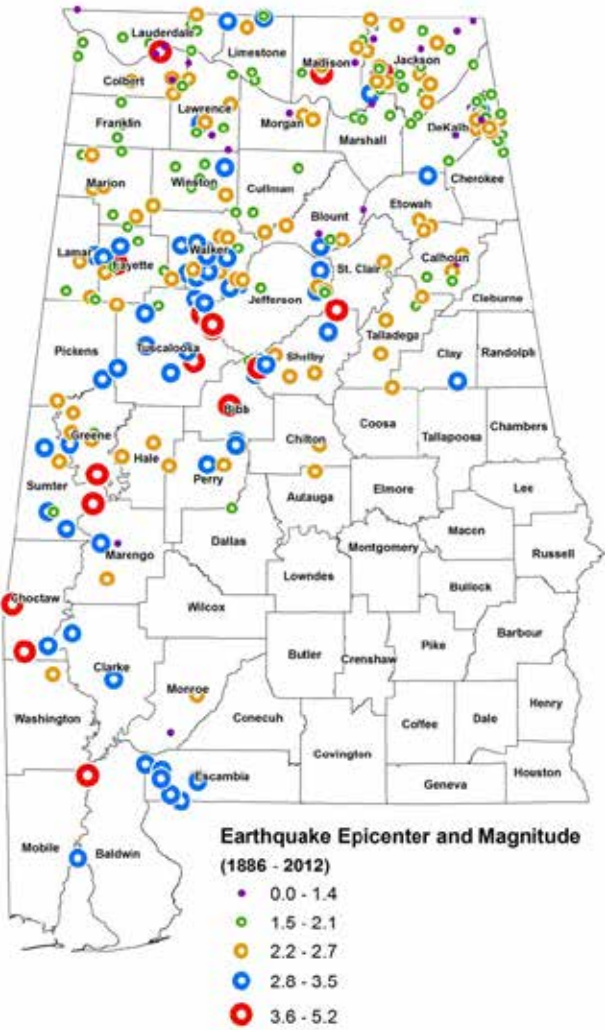 Lauderdale
Limestone
Madison
Jackson
Colbert
Lawrence
Franklin
Morgan
Marshall
DeKalb
Marion
Winston
Cullman
Cherokee
Etowah
Blount
Lamar
Fayette
Walker
Calhoun
St. Clair
Jefferson
Cleburne
Talladega
Pickens
Tuscaloosa
Shelby
Clay
Randolph
Bibb
Coosa
Tallapoosa
Chambers
Greene
Hale
Chilton
Perry
Sumter
Autauga
Elmore
Lee
Macon
Dallas
Montgomery
Russell
Marengo
Lowndes
Bullock
Choctaw
Wilcox
Butler
Crenshaw
Pike
Barbour
Clarke
Monroe
Washington
Conecuh
Coffee
Dale
Henry
Covington
Escambia
Geneva
Houston
Mobile
Baldwin
Earthquake Epicenter and Magnitude
(1886 - 2012)
0.0 - 1.4
1.5 - 2.1
2.2 - 2.7
2.8 - 3.5
3.6 - 5.2